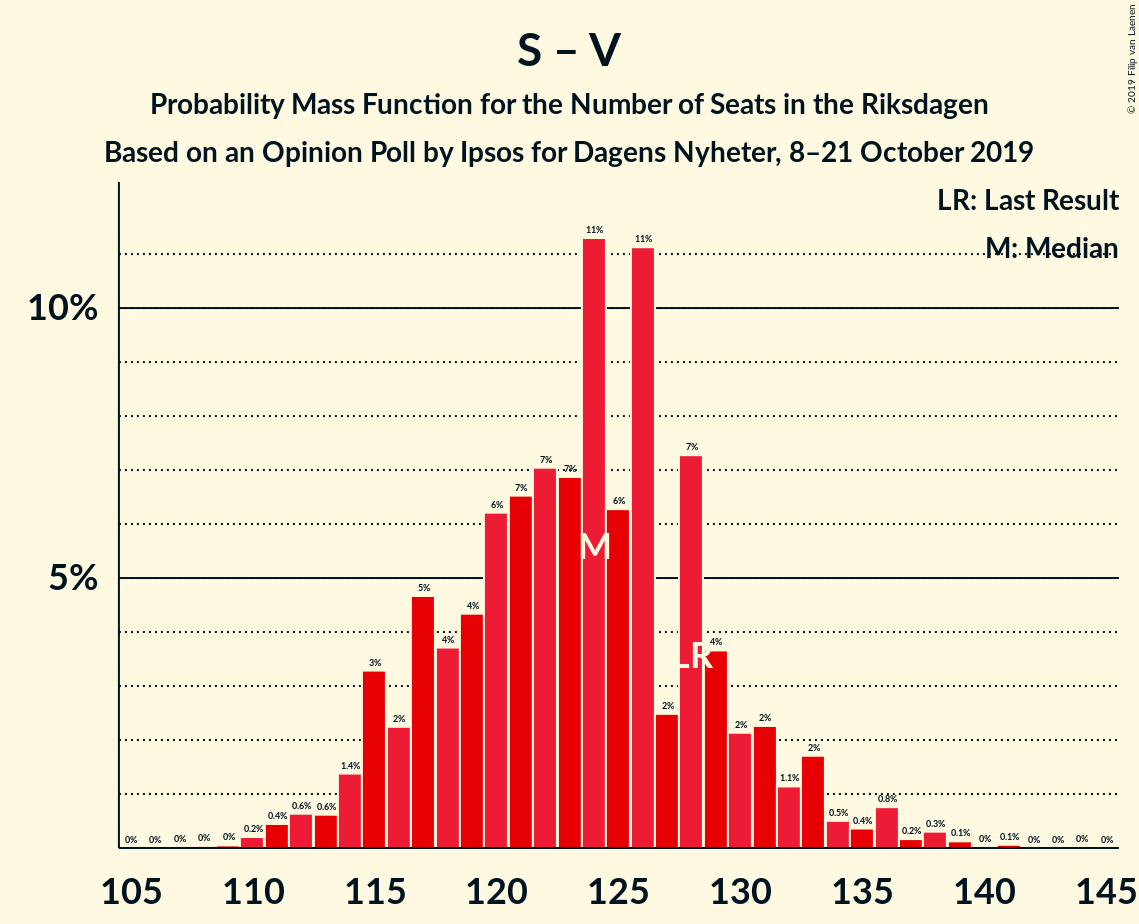 S – V
Probability Mass Function for the Number of Seats in the Riksdagen
Based on an Opinion Poll by Ipsos for Dagens Nyheter, 8–21 October 2019
© 2019 Filip van Laenen
LR: Last Result
M: Median
10%
5%
0% 0% 0% 0% 0% 0.2% 0.4% 0.6% 0.6% 1.4% 3% 2% 5% 4% 4% 6% 7% 7% 7% 11% 6% 11% 2% 7% 4% 2% 2% 1.1% 2% 0.5% 0.4% 0.8% 0.2% 0.3% 0.1% 0% 0.1% 0% 0% 0% 0%
M
LR
105 110 115 120 125 130 135 140 145